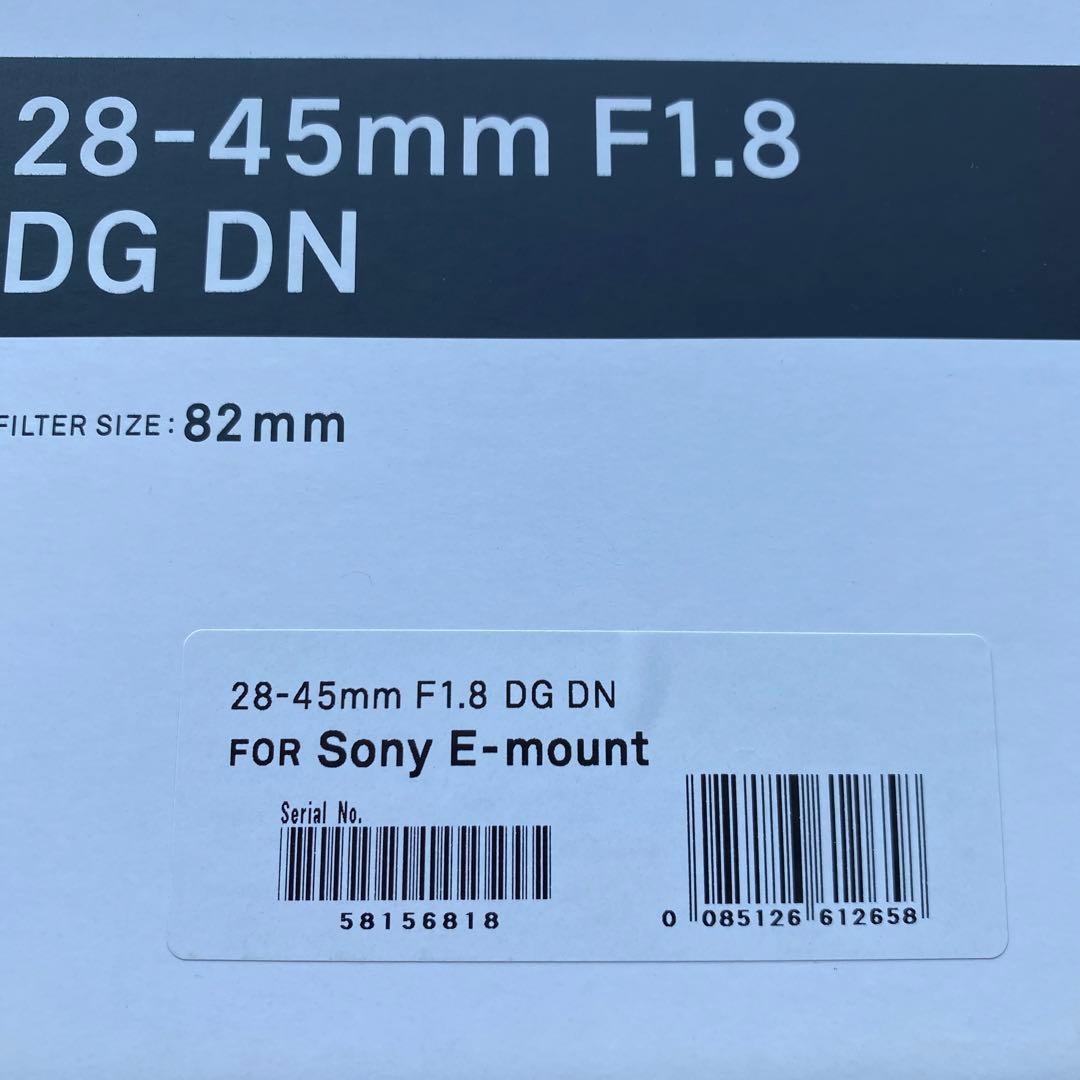 28-45mm F1.8
DG DN
FILTER SIZE: 82mm
28-45mm F1.8 DG DN
FOR Sony E-mount
Serial No.
58156818
0 085126 612658